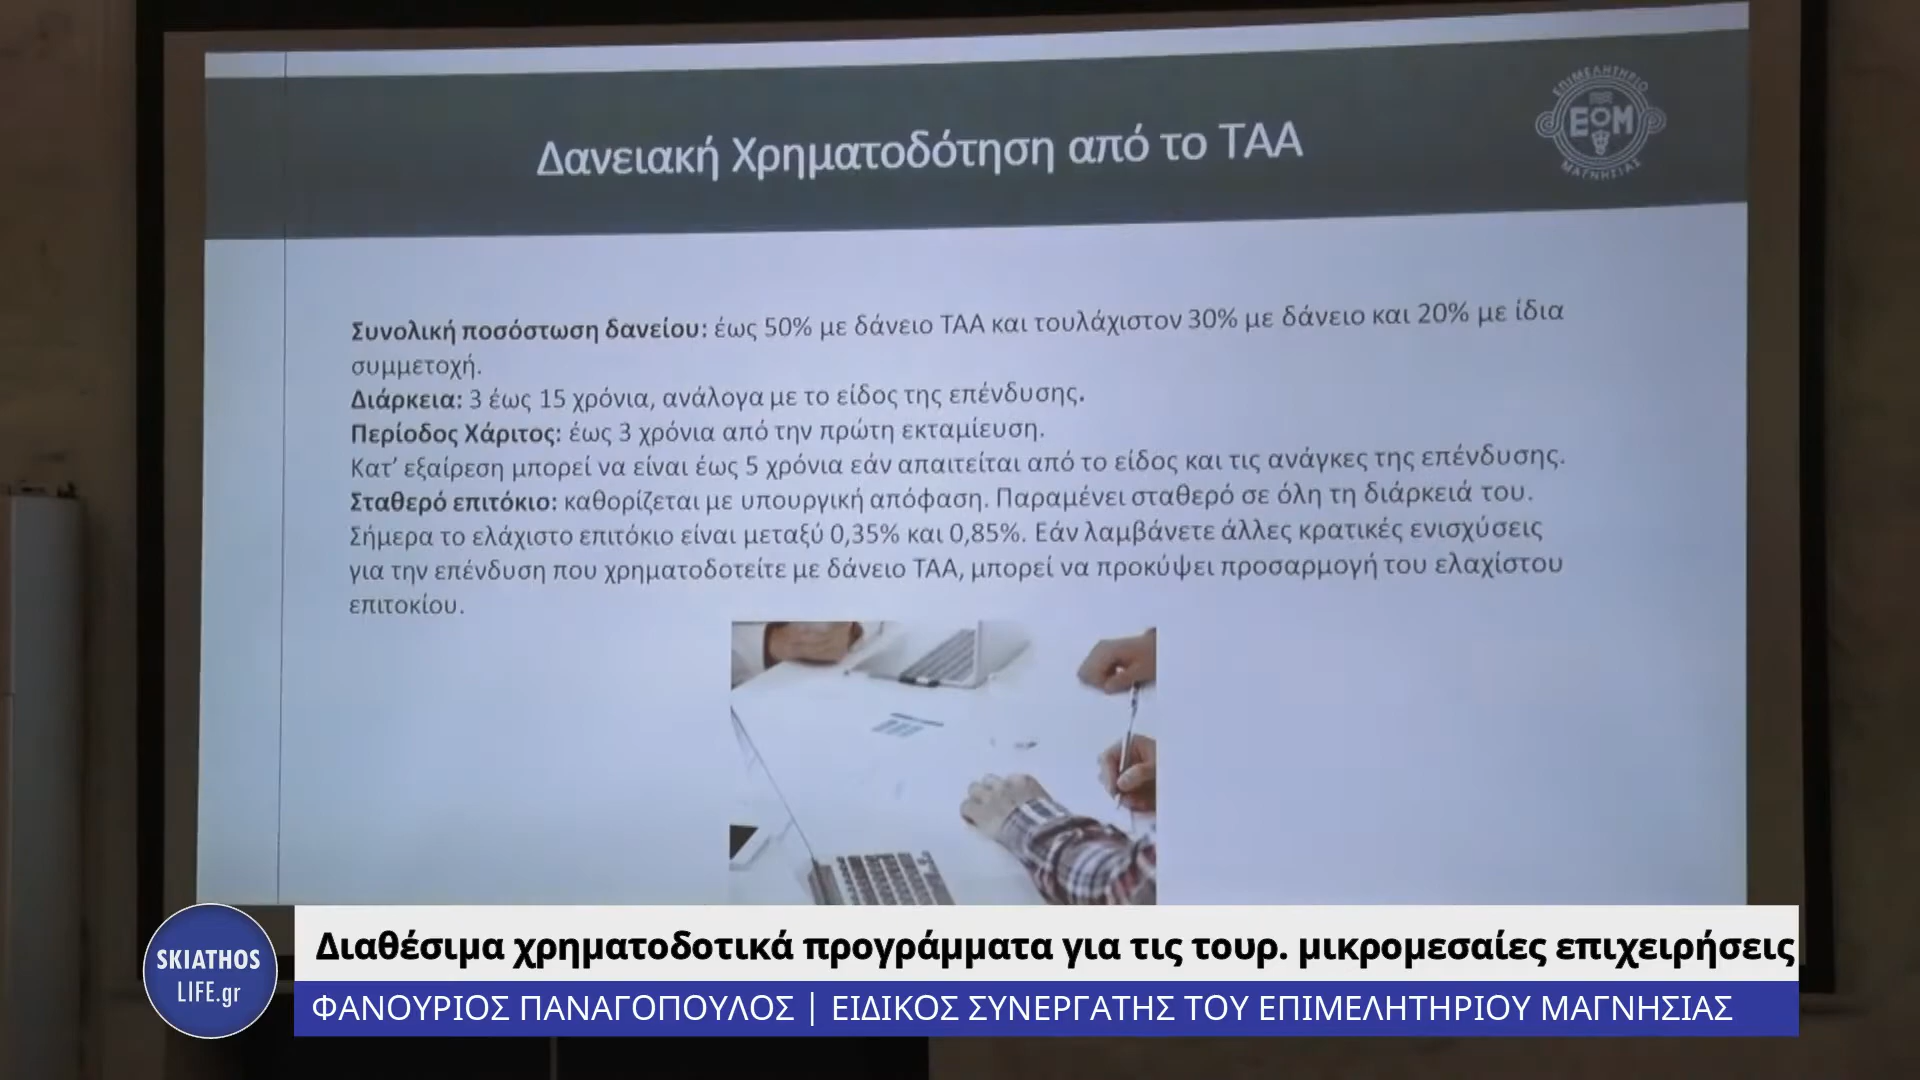 Δανειακή Χρηματοδότηση από το ΤΑΑ
ΕΠΙΜΕΛΗΤΗΡΙΟ
ΕΟΜ
ΜΑΓΝΗΣΙΑΣ
Συνολική ποσόστωση δανείου: έως 50% με δάνειο ΤΑΑ και τουλάχιστον 30% με δάνειο και 20% με ίδια
συμμετοχή.
Διάρκεια: 3 έως 15 χρόνια, ανάλογα με το είδος της επένδυσης.
Περίοδος Χάριτος: έως 3 χρόνια από την πρώτη εκταμίευση.
Κατ’ εξαίρεση μπορεί να είναι έως 5 χρόνια εάν απαιτείται από το είδος και τις ανάγκες της επένδυσης.
Σταθερό επιτόκιο: καθορίζεται με υπουργική απόφαση. Παραμένει σταθερό σε όλη τη διάρκειά του.
Σήμερα το ελάχιστο επιτόκιο είναι μεταξύ 0,35% και 0,85%. Εάν λαμβάνετε άλλες κρατικές ενισχύσεις
για την επένδυση που χρηματοδοτείτε με δάνειο ΤΑΑ, μπορεί να προκύψει προσαρμογή του ελαχίστου
επιτοκίου.
SKIATHOS
LIFE.gr
Διαθέσιμα χρηματοδοτικά προγράμματα για τις τουρ. μικρομεσαίες επιχειρήσεις
ΦΑΝΟΥΡΙΟΣ ΠΑΝΑΓΟΠΟΥΛΟΣ | ΕΙΔΙΚΟΣ ΣΥΝΕΡΓΑΤΗΣ ΤΟΥ ΕΠΙΜΕΛΗΤΗΡΙΟΥ ΜΑΓΝΗΣΙΑΣ